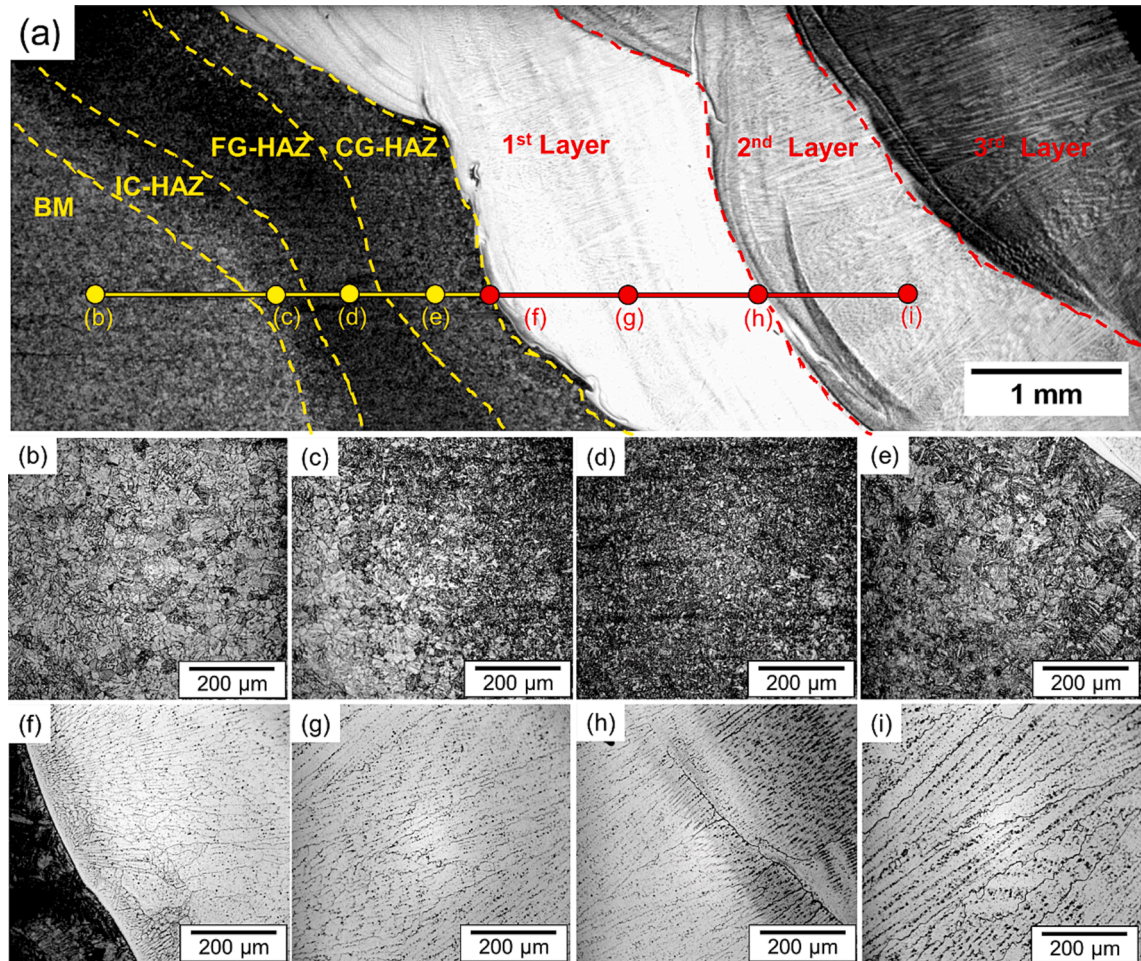 (a)
FG-HAZ CG-HAZ 1st Layer 2nd Layer 3rd Layer
IC-HAZ
BM
(b) (c) (d) (e) (f) (g) (h) (i)
1 mm
(b) (c) (d) (e)
200 µm 200 µm 200 µm 200 µm
(f) (g) (h) (i)
200 µm 200 µm 200 µm 200 µm